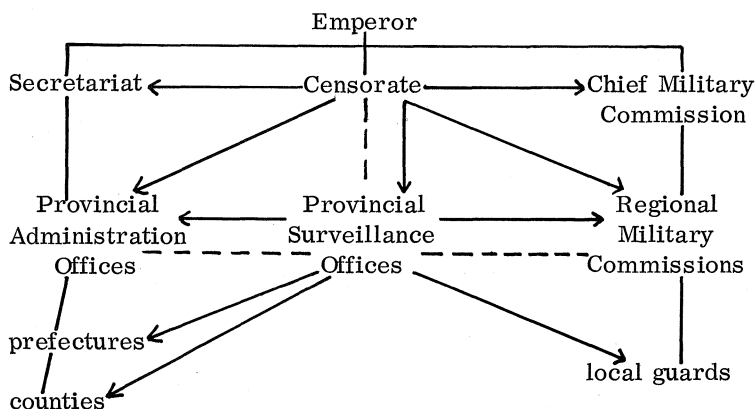 Emperor
Secretariat
Censorate
Chief Military
Commission
Provincial
Administration
Offices
Provincial
Surveillance
Offices
Regional
Military
Commissions
prefectures
local guards
counties